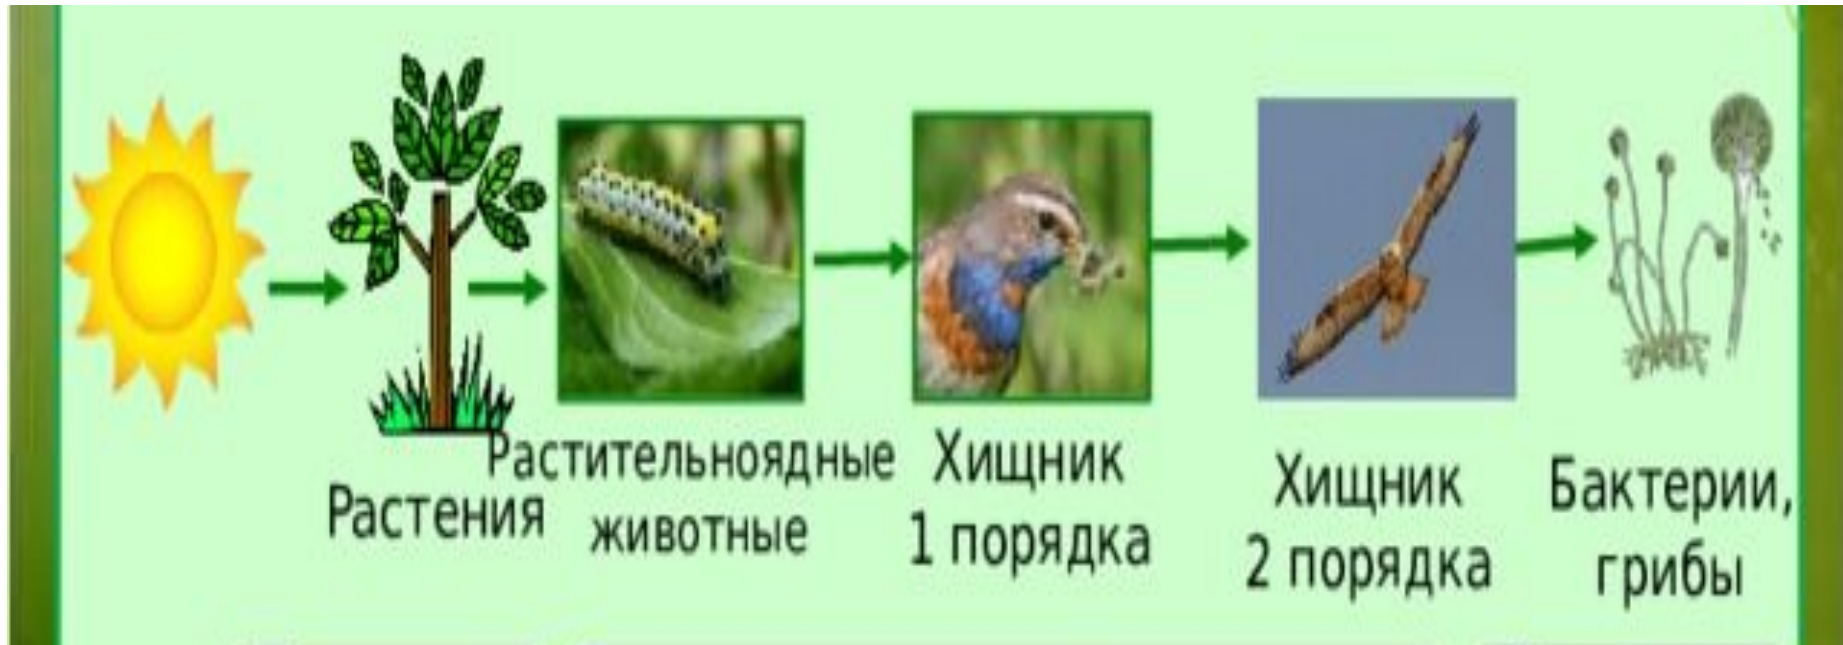 Растения
Растительноядные
животные
Хищник
1 порядка
Хищник
2 порядка
Бактерии,
грибы